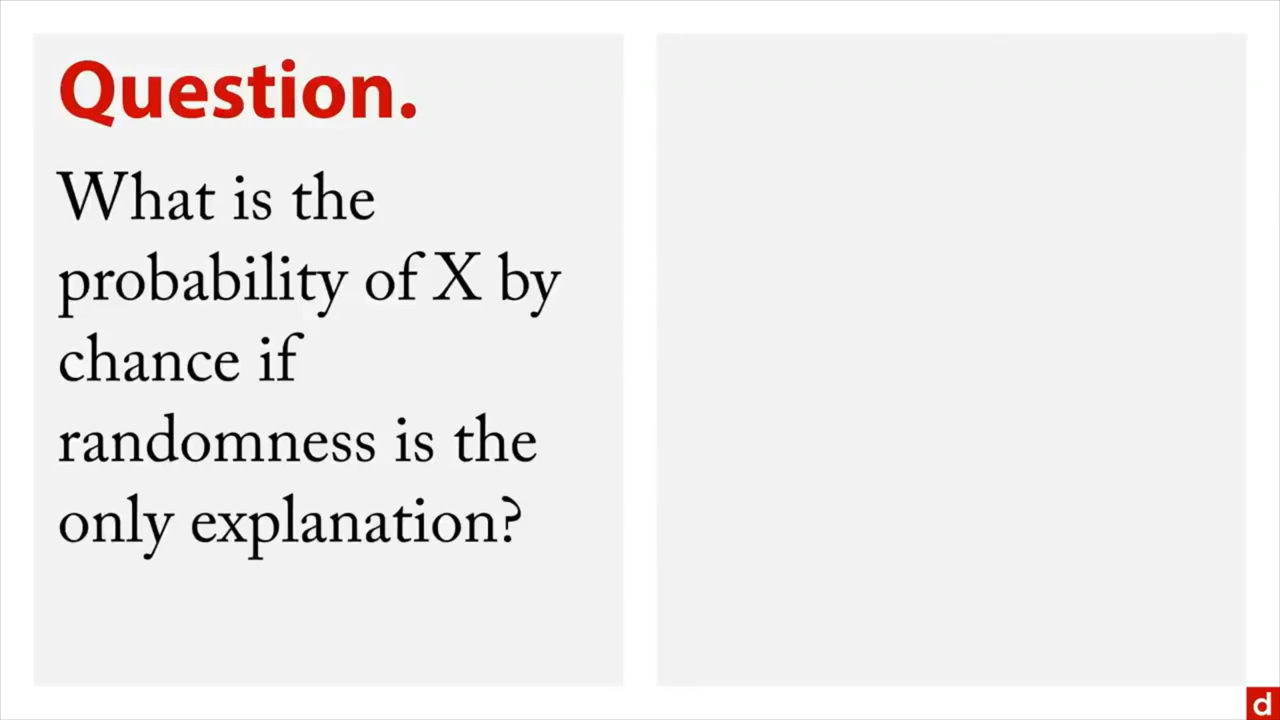 Question.
What is the
probability of X by
chance if
randomness is the
only explanation?
d